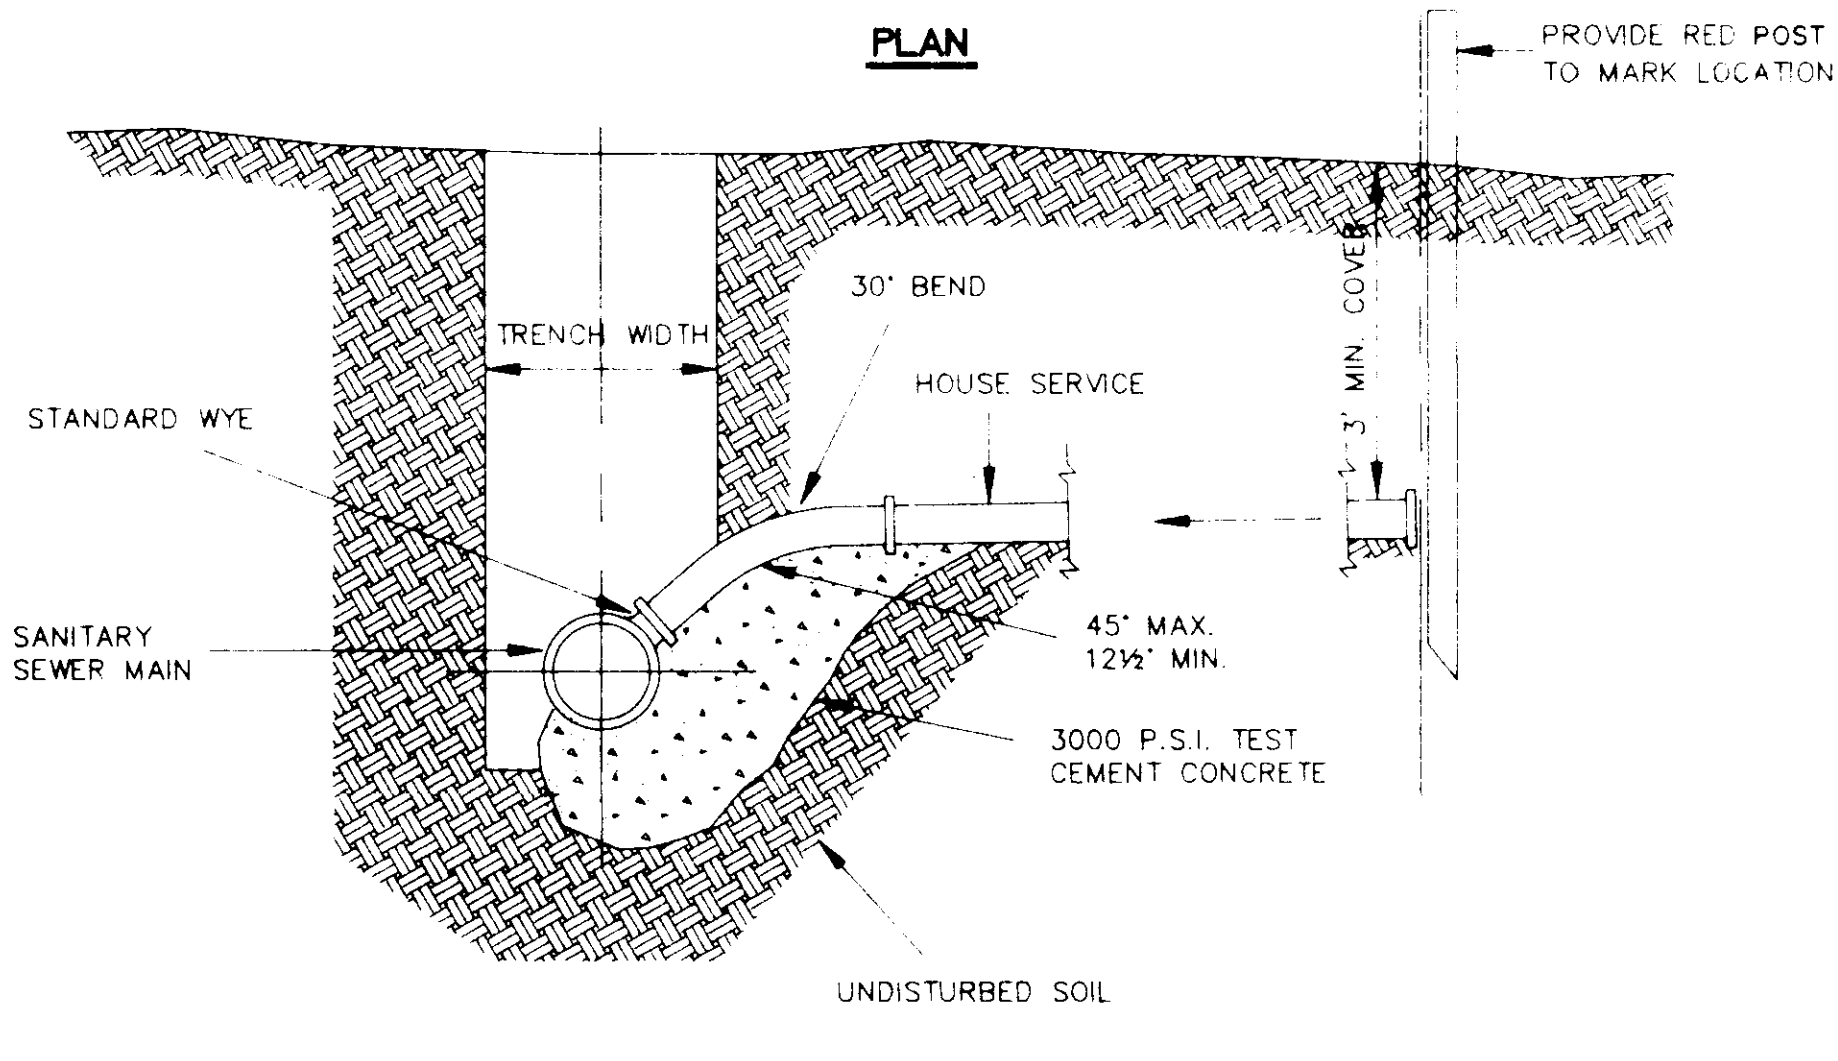 PLAN
PROVIDE RED POST
TO MARK LOCATION
30° BEND
TRENCH WIDTH
3' MIN. COVER
HOUSE SERVICE
STANDARD WYE
SANITARY
SEWER MAIN
45° MAX.
12½° MIN.
3000 P.S.I. TEST
CEMENT CONCRETE
UNDISTURBED SOIL